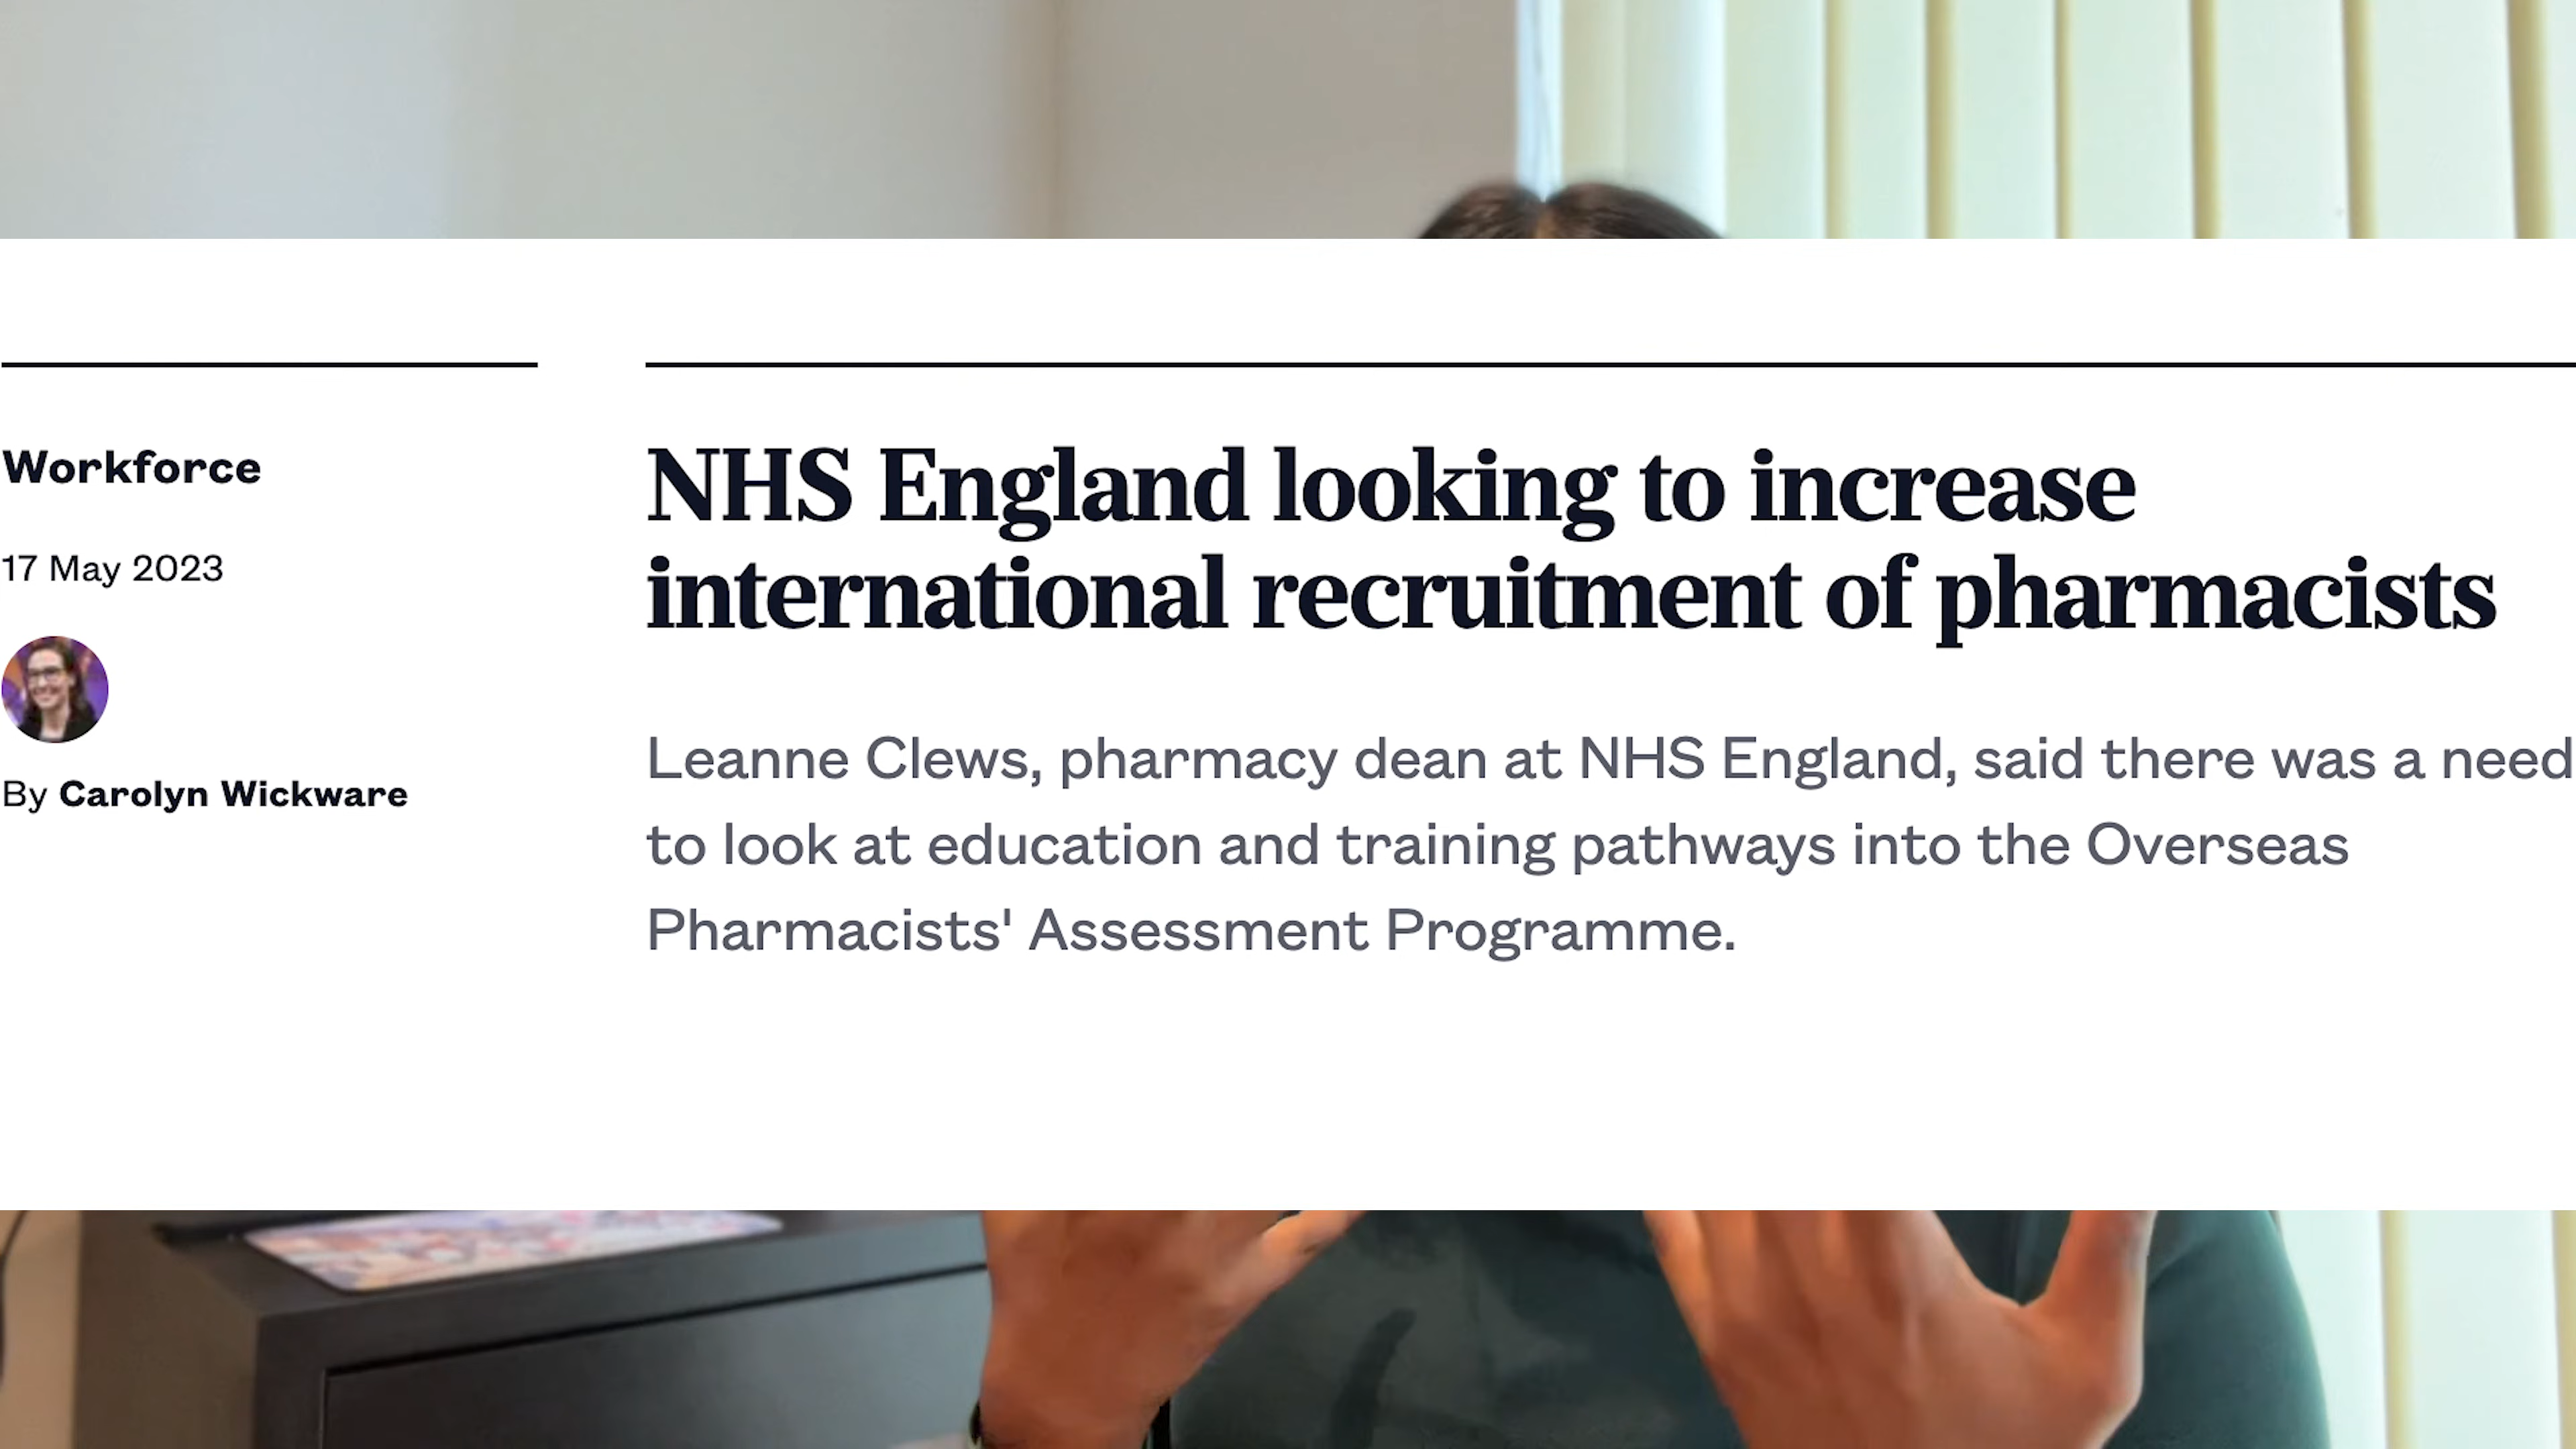 Workforce
17 May 2023
By Carolyn Wickware
NHS England looking to increase
international recruitment of pharmacists
Leanne Clews, pharmacy dean at NHS England, said there was a need
to look at education and training pathways into the Overseas
Pharmacists' Assessment Programme.